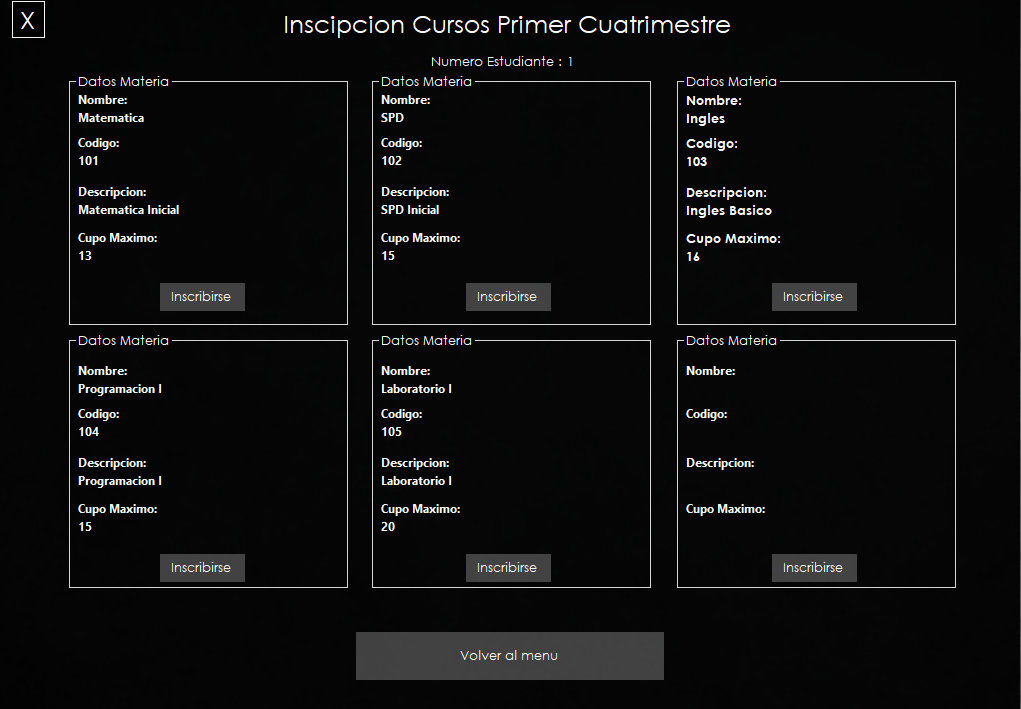 X
Inscipcion Cursos Primer Cuatrimestre
Numero Estudiante : 1
Datos Materia
Nombre:
Matematica
Codigo:
101
Descripcion:
Matematica Inicial
Cupo Maximo:
13
Inscribirse
Datos Materia
Nombre:
SPD
Codigo:
102
Descripcion:
SPD Inicial
Cupo Maximo:
15
Inscribirse
Datos Materia
Nombre:
Ingles
Codigo:
103
Descripcion:
Ingles Basico
Cupo Maximo:
16
Inscribirse
Datos Materia
Nombre:
Programacion I
Codigo:
104
Descripcion:
Programacion I
Cupo Maximo:
15
Inscribirse
Datos Materia
Nombre:
Laboratorio I
Codigo:
105
Descripcion:
Laboratorio I
Cupo Maximo:
20
Inscribirse
Datos Materia
Nombre:
Codigo:
Descripcion:
Cupo Maximo:
Inscribirse
Volver al menu